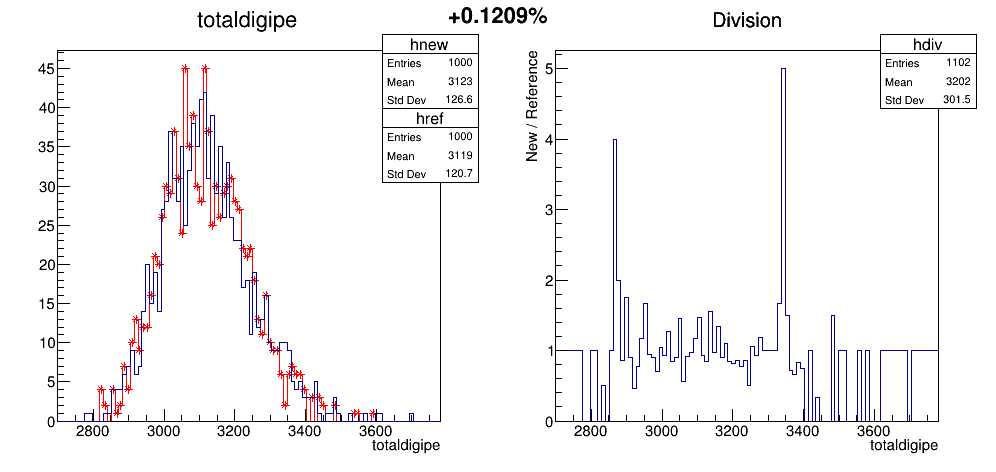 +0.1209%
totaldigipe
hnew
Entries 1000
Mean 3123
Std Dev 126.6
href
Entries 1000
Mean 3119
Std Dev 120.7
45
40
35
30
25
20
15
10
5
0
2800 3000 3200 3400 3600
totaldigipe
Division
hdiv
Entries 1102
Mean 3202
Std Dev 301.5
New / Reference
5
4
3
2
1
0
2800 3000 3200 3400 3600
totaldigipe